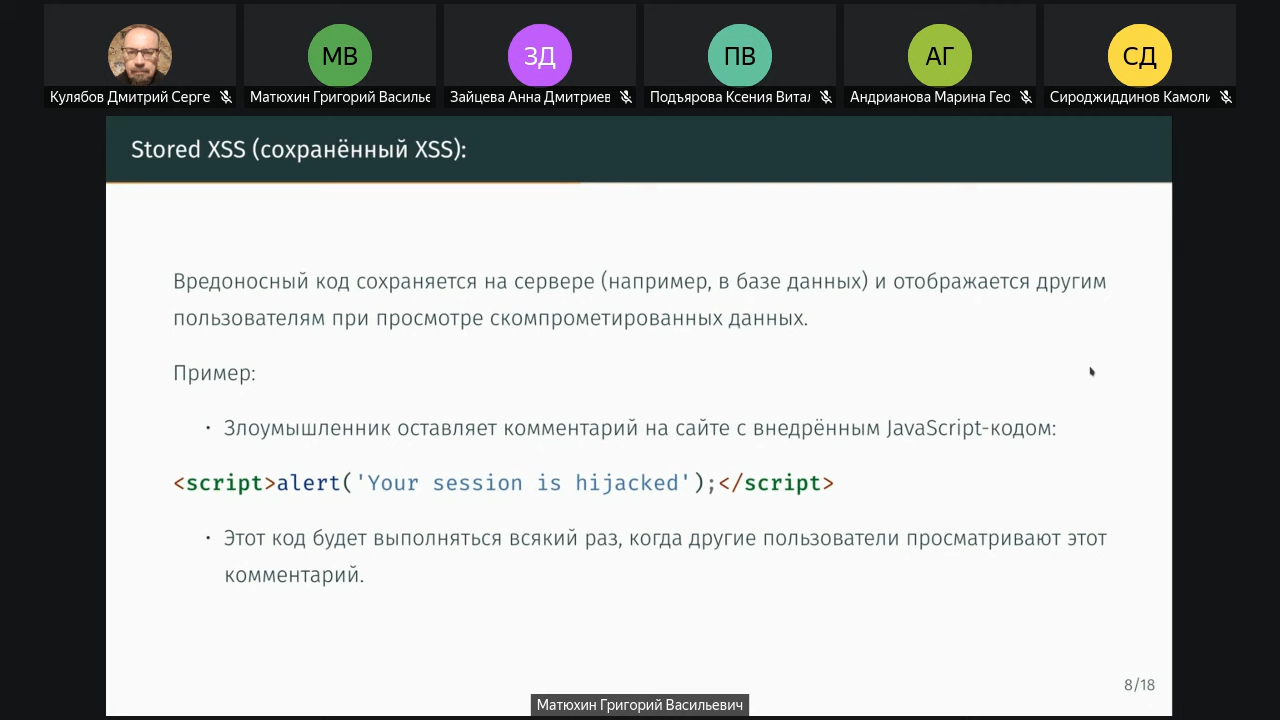 МВ
ЗД
ПВ
АГ
СД
Кулябов Дмитрий Серге
Матюхин Григорий Василье
Зайцева Анна Дмитриев
Подъярова Ксения Витал
Андрианова Марина Гео
Сироджиддинов Камоли
Stored XSS (сохранённый XSS):
Вредоносный код сохраняется на сервере (например, в базе данных) и отображается другим
пользователям при просмотре скомпрометированных данных.
Пример:
• Злоумышленник оставляет комментарий на сайте с внедрённым JavaScript-кодом:
<script>alert('Your session is hijacked');</script>
• Этот код будет выполняться всякий раз, когда другие пользователи просматривают этот
комментарий.
8/18
Матюхин Григорий Васильевич